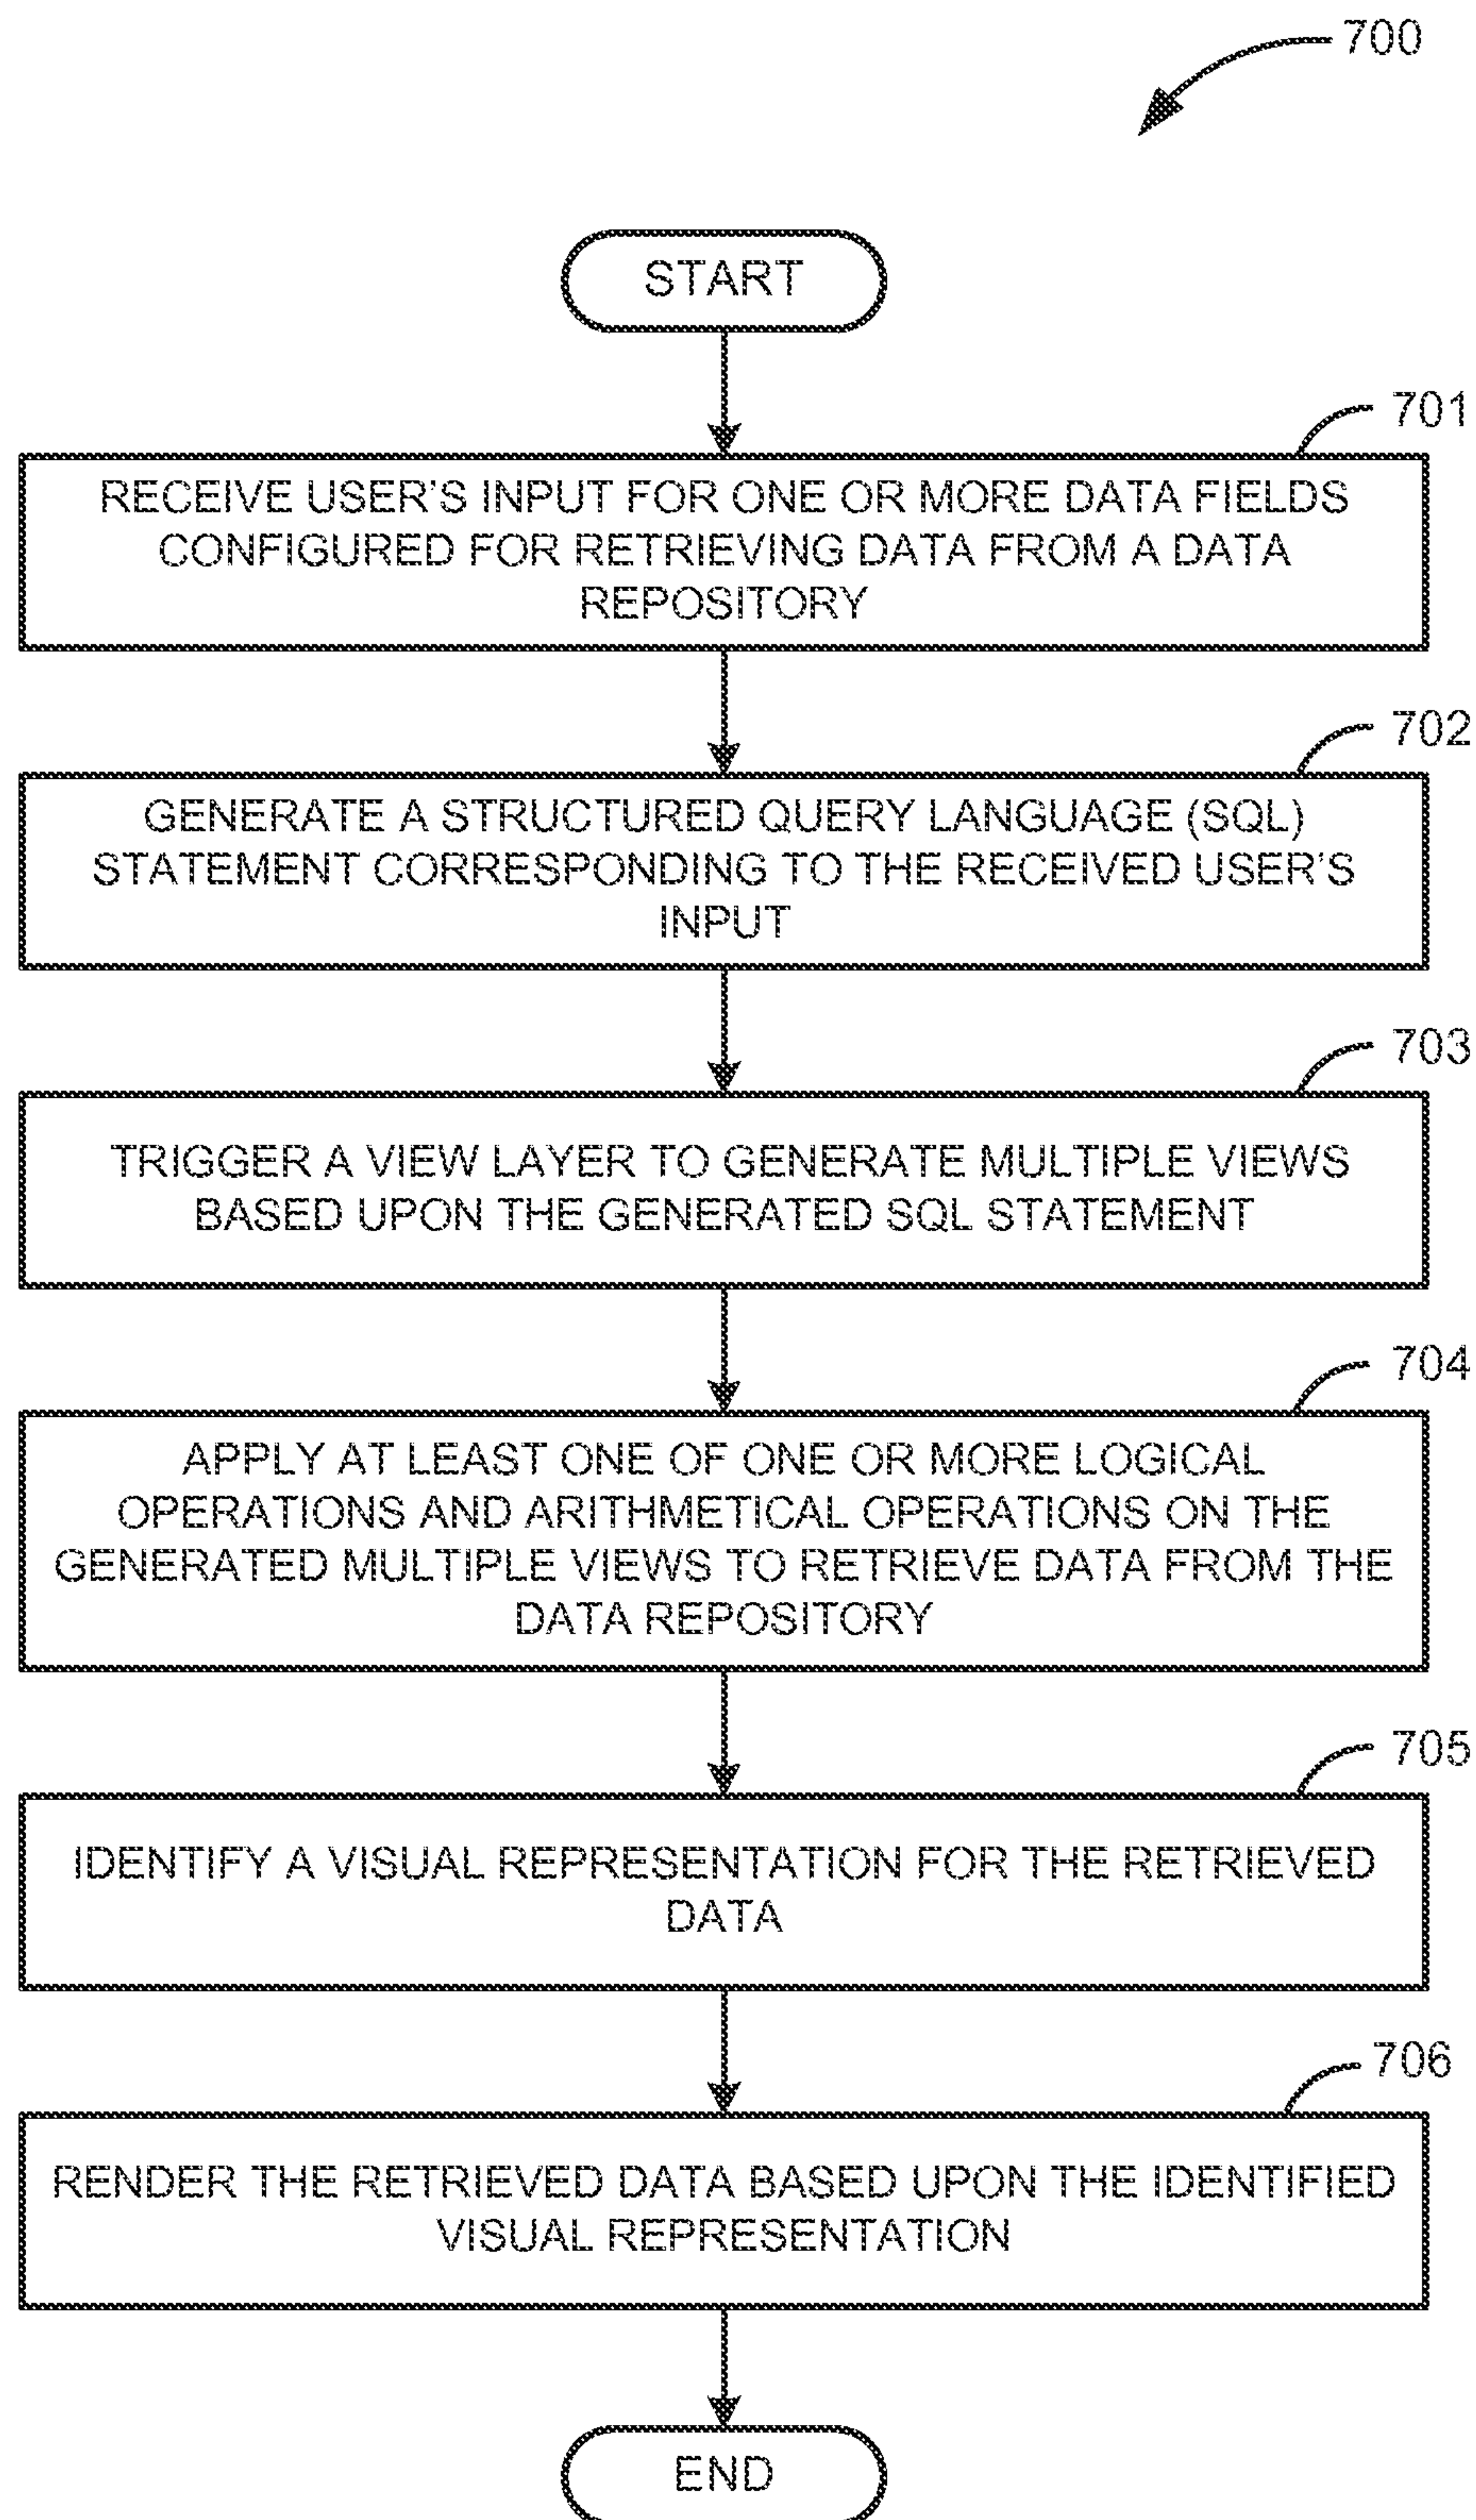 700
START
701
RECEIVE USER'S INPUT FOR ONE OR MORE DATA FIELDS
CONFIGURED FOR RETRIEVING DATA FROM A DATA
REPOSITORY
702
GENERATE A STRUCTURED QUERY LANGUAGE (SQL)
STATEMENT CORRESPONDING TO THE RECEIVED USER'S
INPUT
703
TRIGGER A VIEW LAYER TO GENERATE MULTIPLE VIEWS
BASED UPON THE GENERATED SQL STATEMENT
704
APPLY AT LEAST ONE OF ONE OR MORE LOGICAL
OPERATIONS AND ARITHMETICAL OPERATIONS ON THE
GENERATED MULTIPLE VIEWS TO RETRIEVE DATA FROM THE
DATA REPOSITORY
705
IDENTIFY A VISUAL REPRESENTATION FOR THE RETRIEVED
DATA
706
RENDER THE RETRIEVED DATA BASED UPON THE IDENTIFIED
VISUAL REPRESENTATION
END